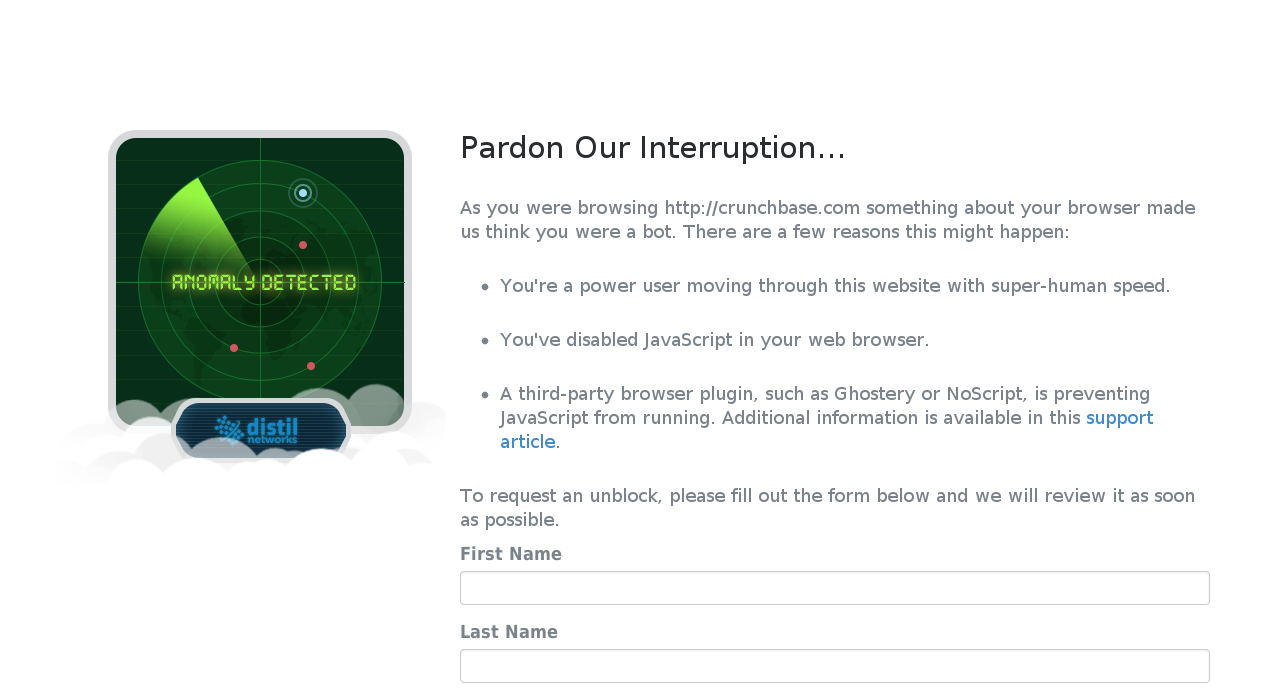 Pardon Our Interruption...
As you were browsing http://crunchbase.com something about your browser made
us think you were a bot. There are a few reasons this might happen:
You're a power user moving through this website with super-human speed.
You've disabled JavaScript in your web browser.
A third-party browser plugin, such as Ghostery or NoScript, is preventing
JavaScript from running. Additional information is available in this support
article.
To request an unblock, please fill out the form below and we will review it as soon
as possible.
First Name
Last Name
ANOMALY DETECTED
distil
networks